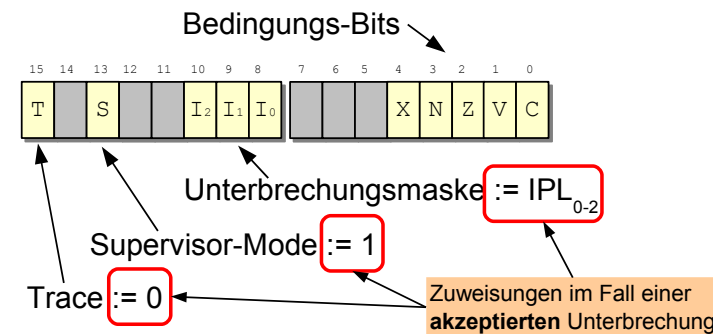 Bedingungs-Bits
15 14 13 12 11 10 9 8 7 6 5 4 3 2 1 0
T S I2 I1 I0 X N Z V C
Unterbrechungsmaske := IPL0-2
Supervisor-Mode := 1
Trace := 0
Zuweisungen im Fall einer
akzeptierten Unterbrechung